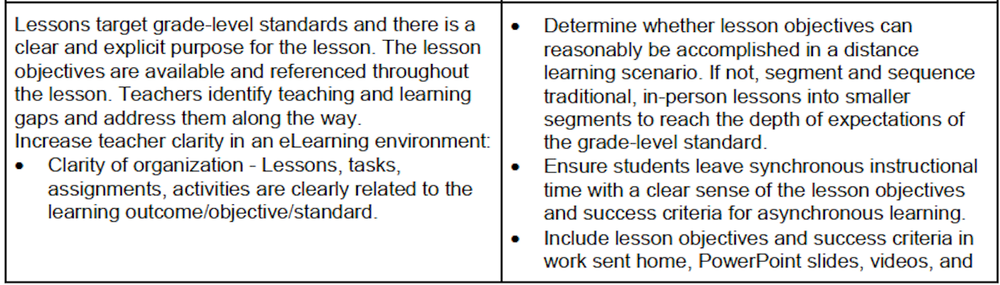 Lessons target grade-level standards and there is a
clear and explicit purpose for the lesson. The lesson
objectives are available and referenced throughout
the lesson. Teachers identify teaching and learning
gaps and address them along the way.
Increase teacher clarity in an eLearning environment:
• Clarity of organization - Lessons, tasks,
assignments, activities are clearly related to the
learning outcome/objective/standard.
• Determine whether lesson objectives can
reasonably be accomplished in a distance
learning scenario. If not, segment and sequence
traditional, in-person lessons into smaller
segments to reach the depth of expectations of
the grade-level standard.
• Ensure students leave synchronous instructional
time with a clear sense of the lesson objectives
and success criteria for asynchronous learning.
• Include lesson objectives and success criteria in
work sent home, PowerPoint slides, videos, and